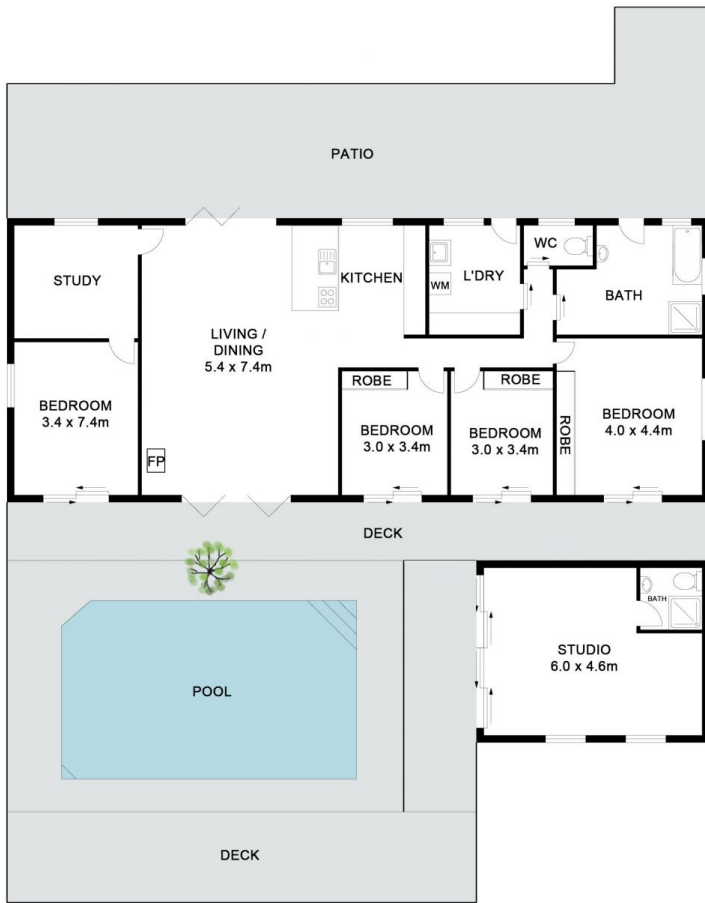 PATIO
STUDY
KITCHEN
WM
L'DRY
WC
BATH
LIVING /
DINING
5.4 x 7.4m
BEDROOM
3.4 x 7.4m
FP
ROBE
BEDROOM
3.0 x 3.4m
ROBE
BEDROOM
3.0 x 3.4m
ROBE
BEDROOM
4.0 x 4.4m
DECK
BATH
STUDIO
6.0 x 4.6m
POOL
DECK